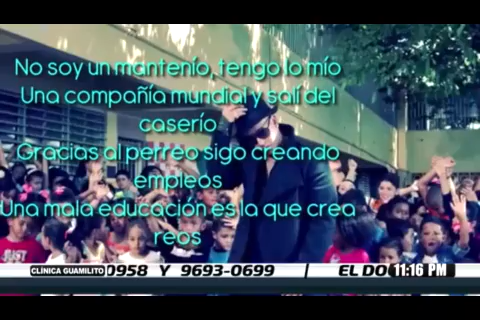 No soy un mantenío, tengo lo mío
Una compañía mundial y salí del
caserío
Gracias al perreo sigo creando
empleos
Una mala educación es la que crea
reos
CLÍNICA GUAMILITO 0958 Y 9693-0699 | EL DO 11:16 PM